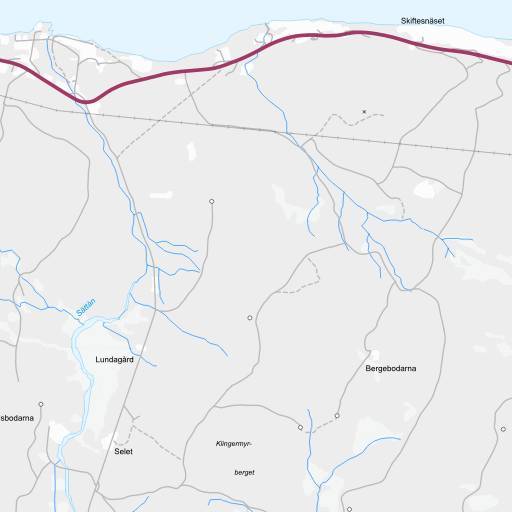 Skiftesnäset
Sättån
Lundagård
Bergebodarna
sbodarna
Klingermyr-
berget
Selet